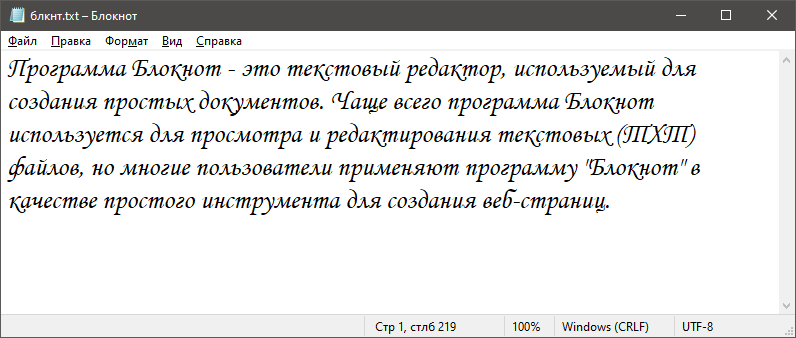 блкнт.txt – Блокнот
Файл Правка Формат Вид Справка
Программа Блокнот - это текстовый редактор, используемый для
создания простых документов. Чаще всего программа Блокнот
используется для просмотра и редактирования текстовых (ТХТ)
файлов, но многие пользователи применяют программу "Блокнот" в
качестве простого инструмента для создания веб-страниц.
Стр 1, стлб 219 100% Windows (CRLF) UTF-8